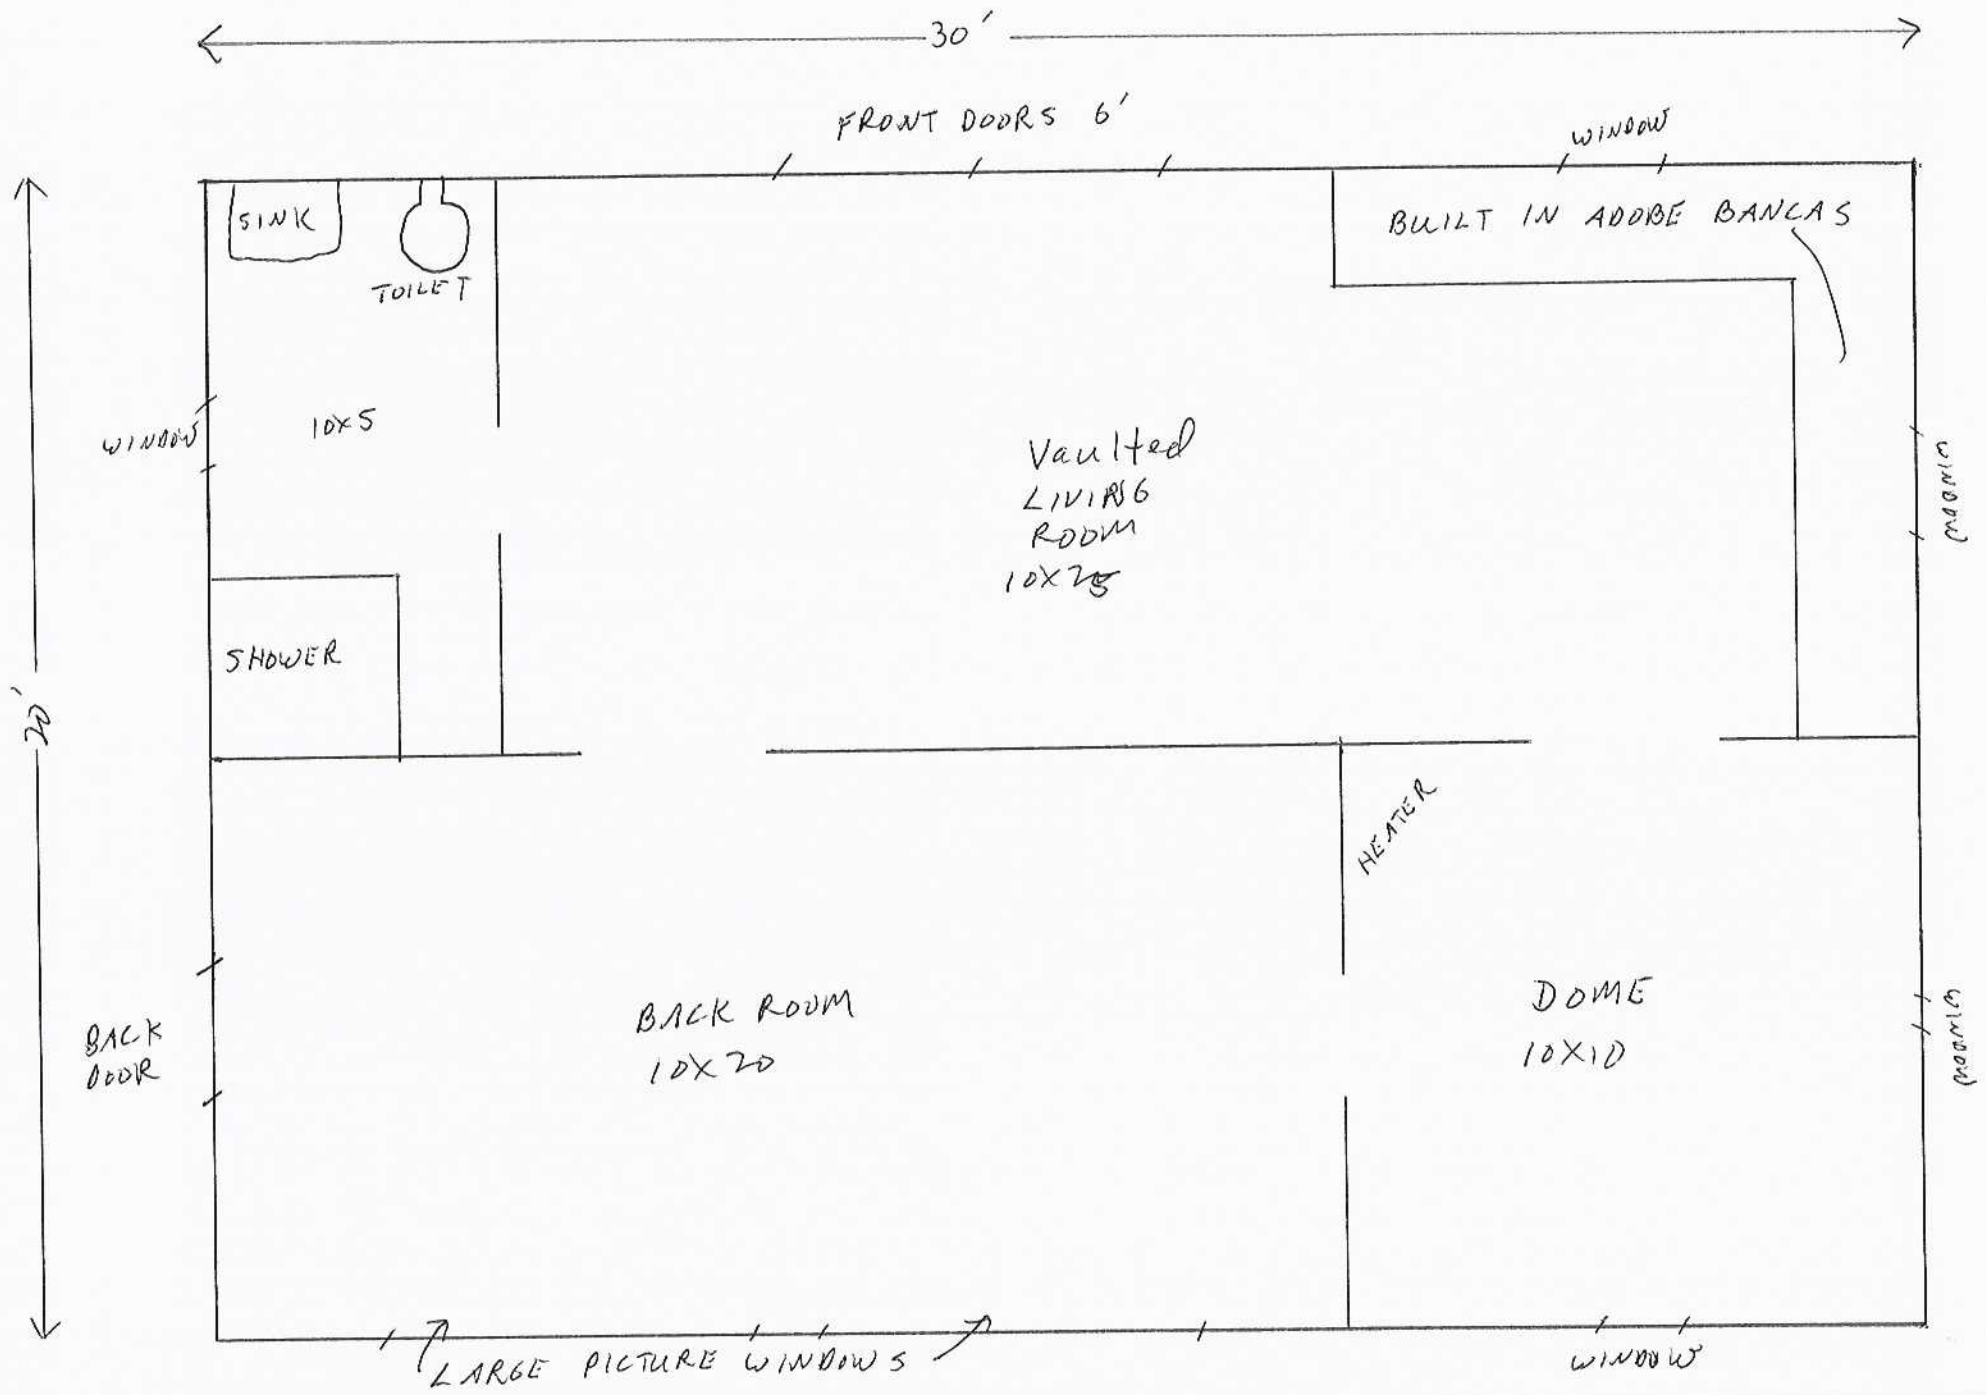 30'
FRONT DOORS 6'
WINDOW
SINK
TOILET
BUILT IN ADOBE BANCAS
WINDOW
10X5
Vaulted
LIVING
ROOM
10X25
WINDOW
SHOWER
20'
HEATER
BACK
DOOR
BACK ROOM
10X20
DOME
10X10
WINDOW
LARGE PICTURE WINDOWS
WINDOW